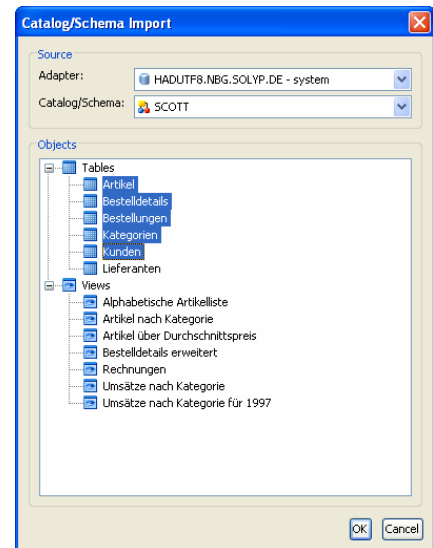 Catalog/Schema Import
Source
Adapter: HADUTF8.NBG.SOLYP.DE - system
Catalog/Schema: SCOTT
Objects
Tables
Artikel
Bestelldetails
Bestellungen
Kategorien
Kunden
Lieferanten
Views
Alphabetische Artikelliste
Artikel nach Kategorie
Artikel über Durchschnittspreis
Bestelldetails erweitert
Rechnungen
Umsätze nach Kategorie
Umsätze nach Kategorie für 1997
OK Cancel